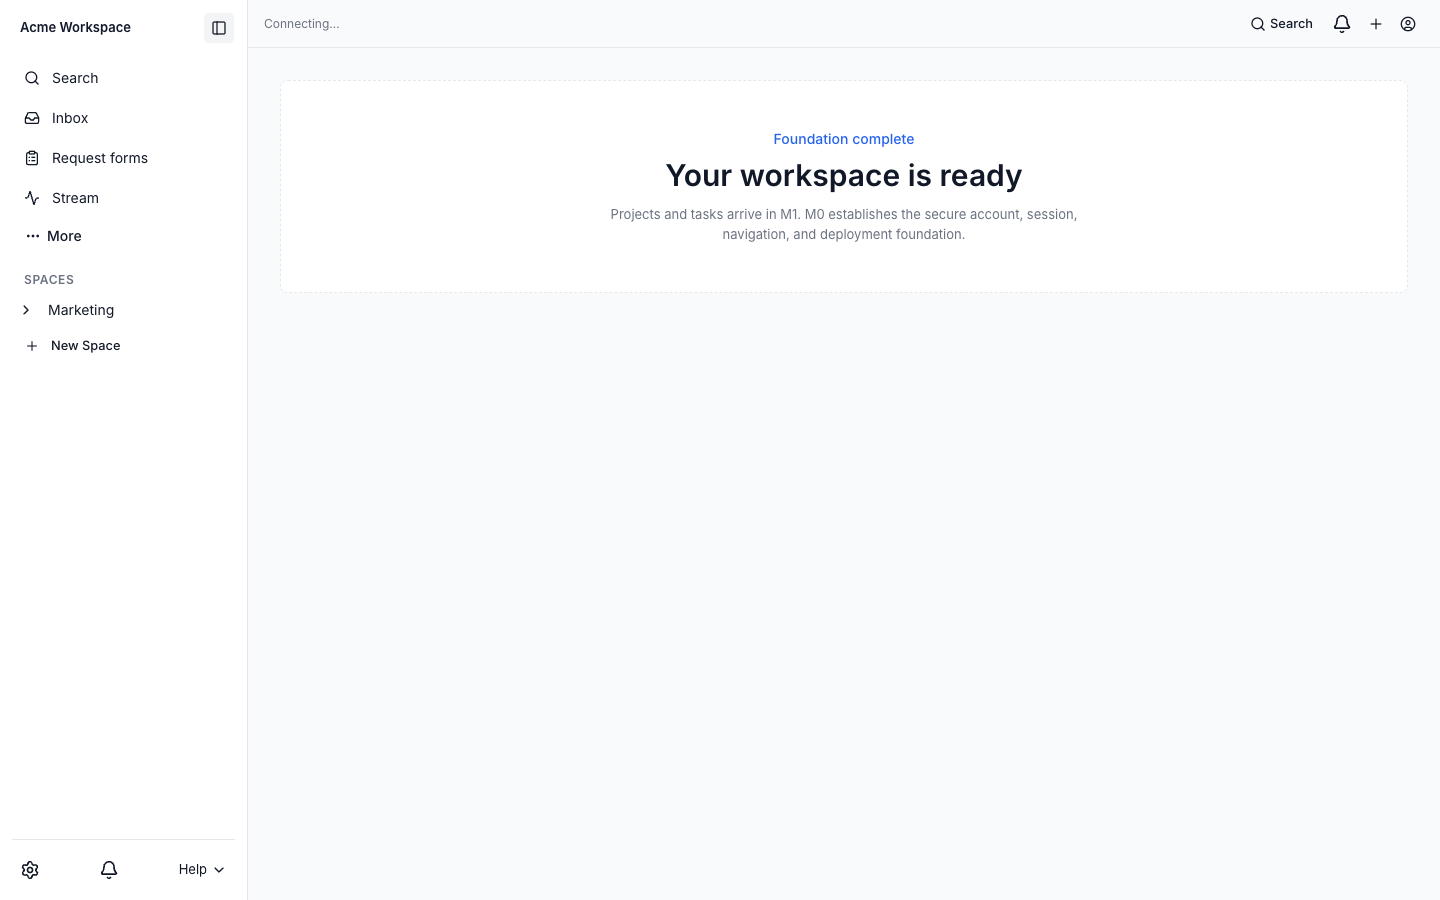 Acme Workspace
Search
Inbox
Request forms
Stream
More
SPACES
Marketing
New Space
Help
Connecting...
Search
Foundation complete
Your workspace is ready
Projects and tasks arrive in M1. M0 establishes the secure account, session,
navigation, and deployment foundation.